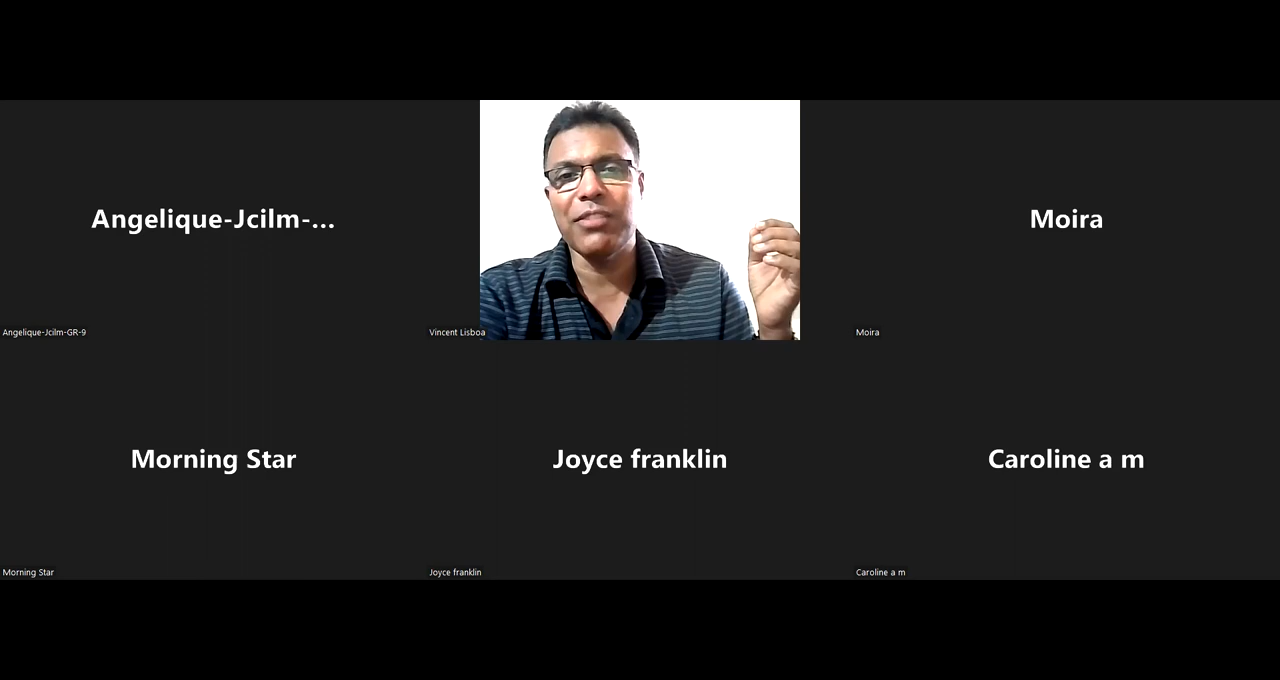 Angelique-Jcilm-...
Moira
Angelique-Jcilm-GR-9
Vincent Lisboa
Moira
Morning Star
Joyce franklin
Caroline a m
Morning Star
Joyce franklin
Caroline a m